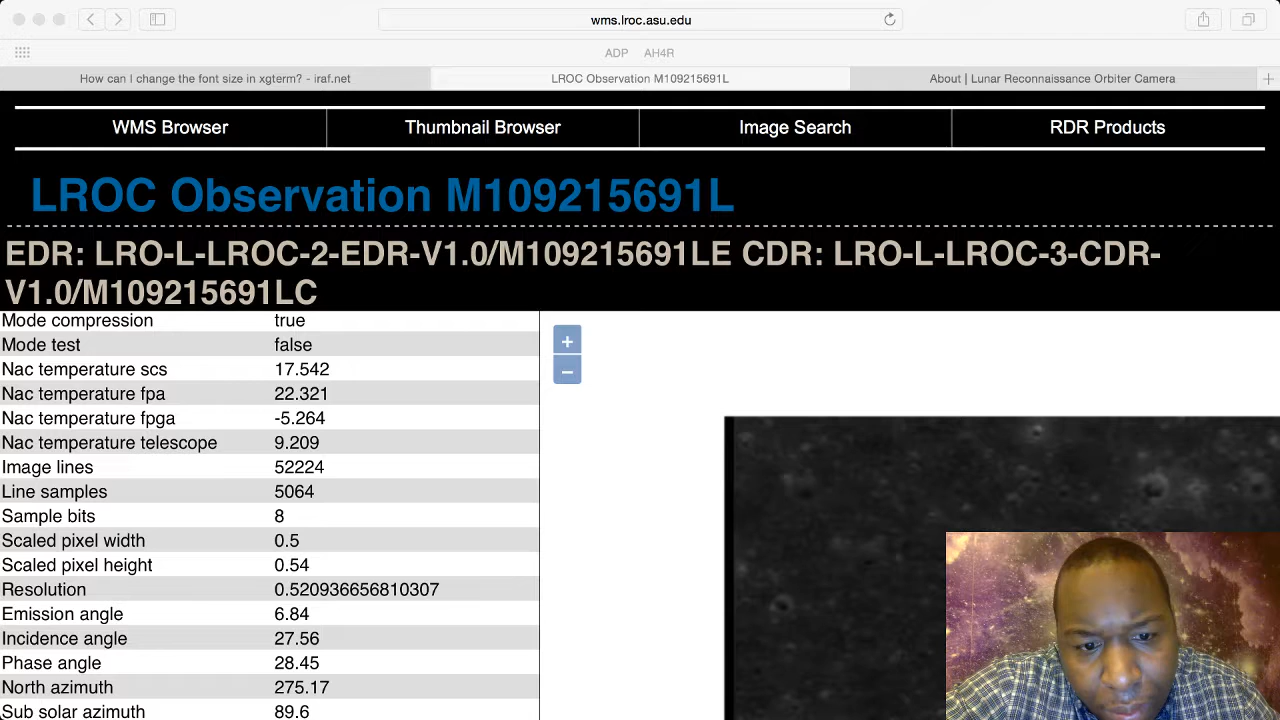 wms.lroc.asu.edu
ADP AH4R
How can I change the font size in xgterm? - iraf.net LROC Observation M109215691L About | Lunar Reconnaissance Orbiter Camera
WMS Browser Thumbnail Browser Image Search RDR Products
LROC Observation M109215691L
EDR: LRO-L-LROC-2-EDR-V1.0/M109215691LE CDR: LRO-L-LROC-3-CDR-
V1.0/M109215691LC
Mode compression true
Mode test false
Nac temperature scs 17.542
Nac temperature fpa 22.321
Nac temperature fpga -5.264
Nac temperature telescope 9.209
Image lines 52224
Line samples 5064
Sample bits 8
Scaled pixel width 0.5
Scaled pixel height 0.54
Resolution 0.520936656810307
Emission angle 6.84
Incidence angle 27.56
Phase angle 28.45
North azimuth 275.17
Sub solar azimuth 89.6